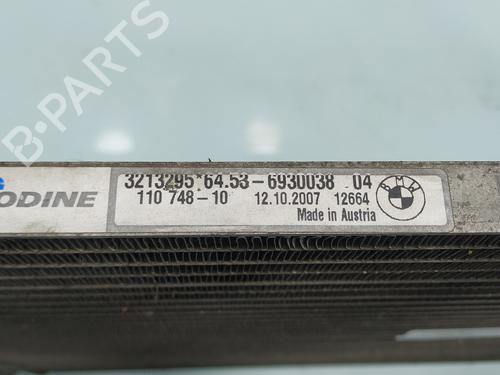 B-PARTS
3213295*64.53-6930038 04
110 748-10 12.10.2007 12664
Made in Austria
ODINE
BMW